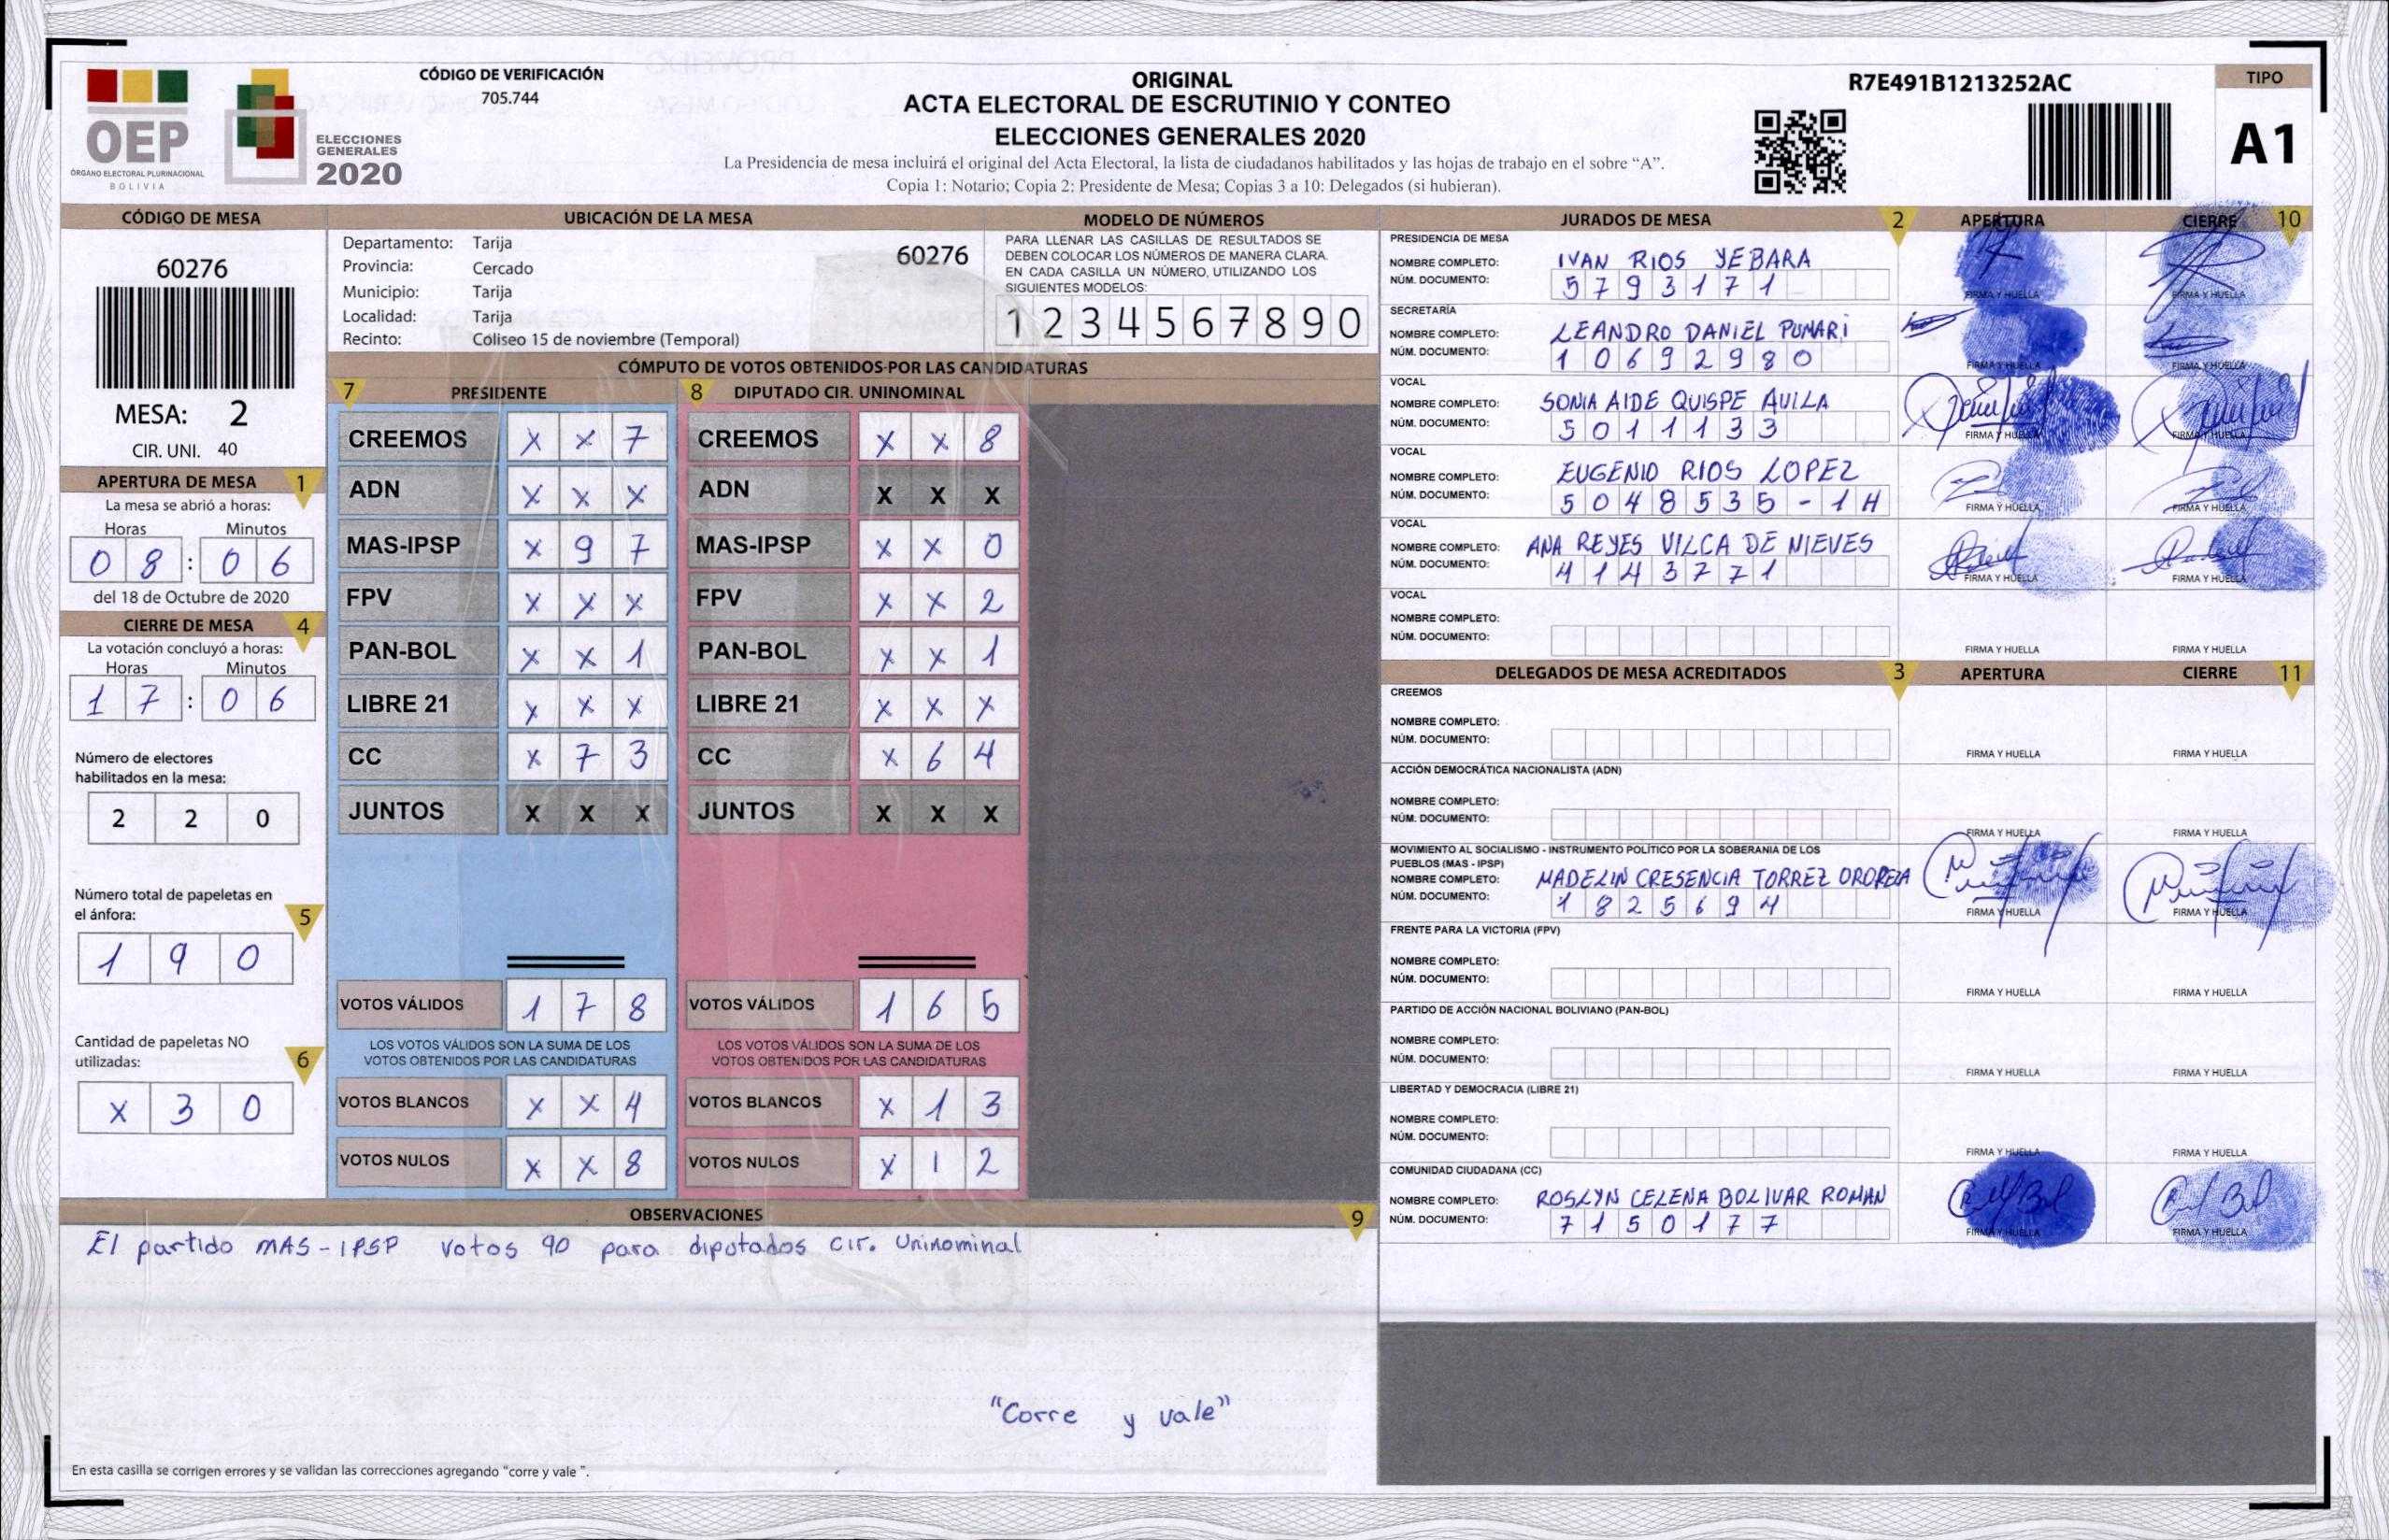 OEP
ÓRGANO ELECTORAL PLURINACIONAL
BOLIVIA
ELECCIONES
GENERALES
2020
CÓDIGO DE VERIFICACIÓN
705.744
ORIGINAL
ACTA ELECTORAL DE ESCRUTINIO Y CONTEO
ELECCIONES GENERALES 2020
La Presidencia de mesa incluirá el original del Acta Electoral, la lista de ciudadanos habilitados y las hojas de trabajo en el sobre “A”.
Copia 1: Notario; Copia 2: Presidente de Mesa; Copias 3 a 10: Delegados (si hubieran).
R7E491B1213252AC
TIPO
A1
CÓDIGO DE MESA
60276
MESA: 2
CIR. UNI. 40
APERTURA DE MESA 1
La mesa se abrió a horas:
Horas Minutos
0 8 : 0 6
del 18 de Octubre de 2020
CIERRE DE MESA 4
La votación concluyó a horas:
Horas Minutos
1 7 : 0 6
Número de electores
habilitados en la mesa:
2 2 0
Número total de papeletas en
el ánfora: 5
1 9 0
Cantidad de papeletas NO
utilizadas: 6
X 3 0
UBICACIÓN DE LA MESA
Departamento: Tarija 60276
Provincia: Cercado
Municipio: Tarija
Localidad: Tarija
Recinto: Coliseo 15 de noviembre (Temporal)
MODELO DE NÚMEROS
PARA LLENAR LAS CASILLAS DE RESULTADOS SE
DEBEN COLOCAR LOS NÚMEROS DE MANERA CLARA.
EN CADA CASILLA UN NÚMERO, UTILIZANDO LOS
SIGUIENTES MODELOS:
1 2 3 4 5 6 7 8 9 0
CÓMPUTO DE VOTOS OBTENIDOS POR LAS CANDIDATURAS
7 PRESIDENTE 8 DIPUTADO CIR. UNINOMINAL
CREEMOS X X 7 CREEMOS X X 8
ADN X X X ADN X X X
MAS-IPSP X 9 7 MAS-IPSP X X 0
FPV X X X FPV X X 2
PAN-BOL X X 1 PAN-BOL X X 1
LIBRE 21 X X X LIBRE 21 X X X
CC X 7 3 CC X 6 4
JUNTOS X X X JUNTOS X X X
VOTOS VÁLIDOS 1 7 8 VOTOS VÁLIDOS 1 6 5
LOS VOTOS VÁLIDOS SON LA SUMA DE LOS LOS VOTOS VÁLIDOS SON LA SUMA DE LOS
VOTOS OBTENIDOS POR LAS CANDIDATURAS VOTOS OBTENIDOS POR LAS CANDIDATURAS
VOTOS BLANCOS X X 4 VOTOS BLANCOS X 1 3
VOTOS NULOS X X 8 VOTOS NULOS X 1 2
OBSERVACIONES 9
El partido MAS-IPSP votos 90 para diputados cir. Uninominal
"Corre y vale"
En esta casilla se corrigen errores y se validan las correcciones agregando “corre y vale ”.
JURADOS DE MESA 2 APERTURA CIERRE 10
PRESIDENCIA DE MESA
NOMBRE COMPLETO: IVAN RIOS YEBARA
NÚM. DOCUMENTO: 5 7 9 3 1 7 1
FIRMA Y HUELLA FIRMA Y HUELLA
SECRETARÍA
NOMBRE COMPLETO: LEANDRO DANIEL PUMARI
NÚM. DOCUMENTO: 1 0 6 9 2 9 8 0
FIRMA Y HUELLA FIRMA Y HUELLA
VOCAL
NOMBRE COMPLETO: SONIA AIDE QUISPE AVILA
NÚM. DOCUMENTO: 5 0 1 1 1 3 3
FIRMA Y HUELLA FIRMA Y HUELLA
VOCAL
NOMBRE COMPLETO: EUGENIO RIOS LOPEZ
NÚM. DOCUMENTO: 5 0 4 8 5 3 5 - 1 H
FIRMA Y HUELLA FIRMA Y HUELLA
VOCAL
NOMBRE COMPLETO: ANA REYES VILCA DE NIEVES
NÚM. DOCUMENTO: 4 1 4 3 7 7 1
FIRMA Y HUELLA FIRMA Y HUELLA
VOCAL
NOMBRE COMPLETO:
NÚM. DOCUMENTO:
FIRMA Y HUELLA FIRMA Y HUELLA
DELEGADOS DE MESA ACREDITADOS 3 APERTURA CIERRE 11
CREEMOS
NOMBRE COMPLETO:
NÚM. DOCUMENTO:
FIRMA Y HUELLA FIRMA Y HUELLA
ACCIÓN DEMOCRÁTICA NACIONALISTA (ADN)
NOMBRE COMPLETO:
NÚM. DOCUMENTO:
FIRMA Y HUELLA FIRMA Y HUELLA
MOVIMIENTO AL SOCIALISMO - INSTRUMENTO POLÍTICO POR LA SOBERANIA DE LOS
PUEBLOS (MAS - IPSP)
NOMBRE COMPLETO: MADELIN CRESENCIA TORREZ OROPEZA
NÚM. DOCUMENTO: 1 8 2 5 6 9 4
FIRMA Y HUELLA FIRMA Y HUELLA
FRENTE PARA LA VICTORIA (FPV)
NOMBRE COMPLETO:
NÚM. DOCUMENTO:
FIRMA Y HUELLA FIRMA Y HUELLA
PARTIDO DE ACCIÓN NACIONAL BOLIVIANO (PAN-BOL)
NOMBRE COMPLETO:
NÚM. DOCUMENTO:
FIRMA Y HUELLA FIRMA Y HUELLA
LIBERTAD Y DEMOCRACIA (LIBRE 21)
NOMBRE COMPLETO:
NÚM. DOCUMENTO:
FIRMA Y HUELLA FIRMA Y HUELLA
COMUNIDAD CIUDADANA (CC)
NOMBRE COMPLETO: ROSLYN CELENA BOLIVAR ROMAN
NÚM. DOCUMENTO: 7 1 5 0 1 7 7
FIRMA Y HUELLA FIRMA Y HUELLA